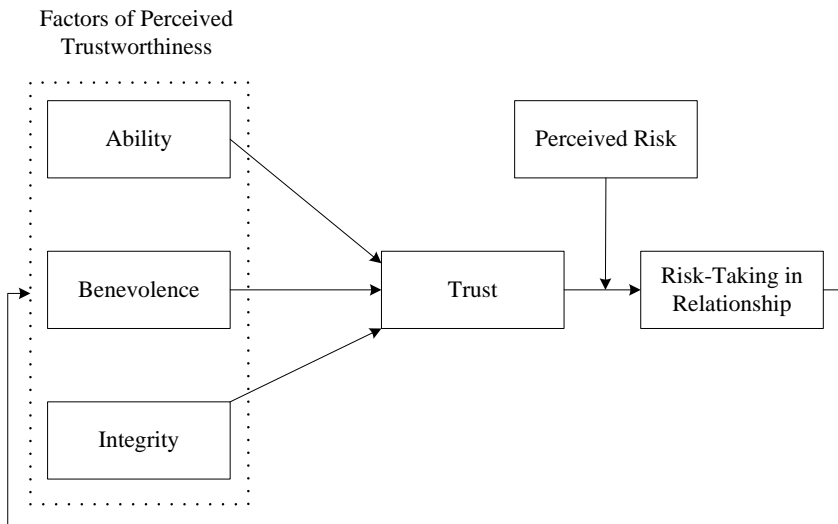 Factors of Perceived
Trustworthiness
Ability
Perceived Risk
Benevolence
Trust
Risk-Taking in
Relationship
Integrity